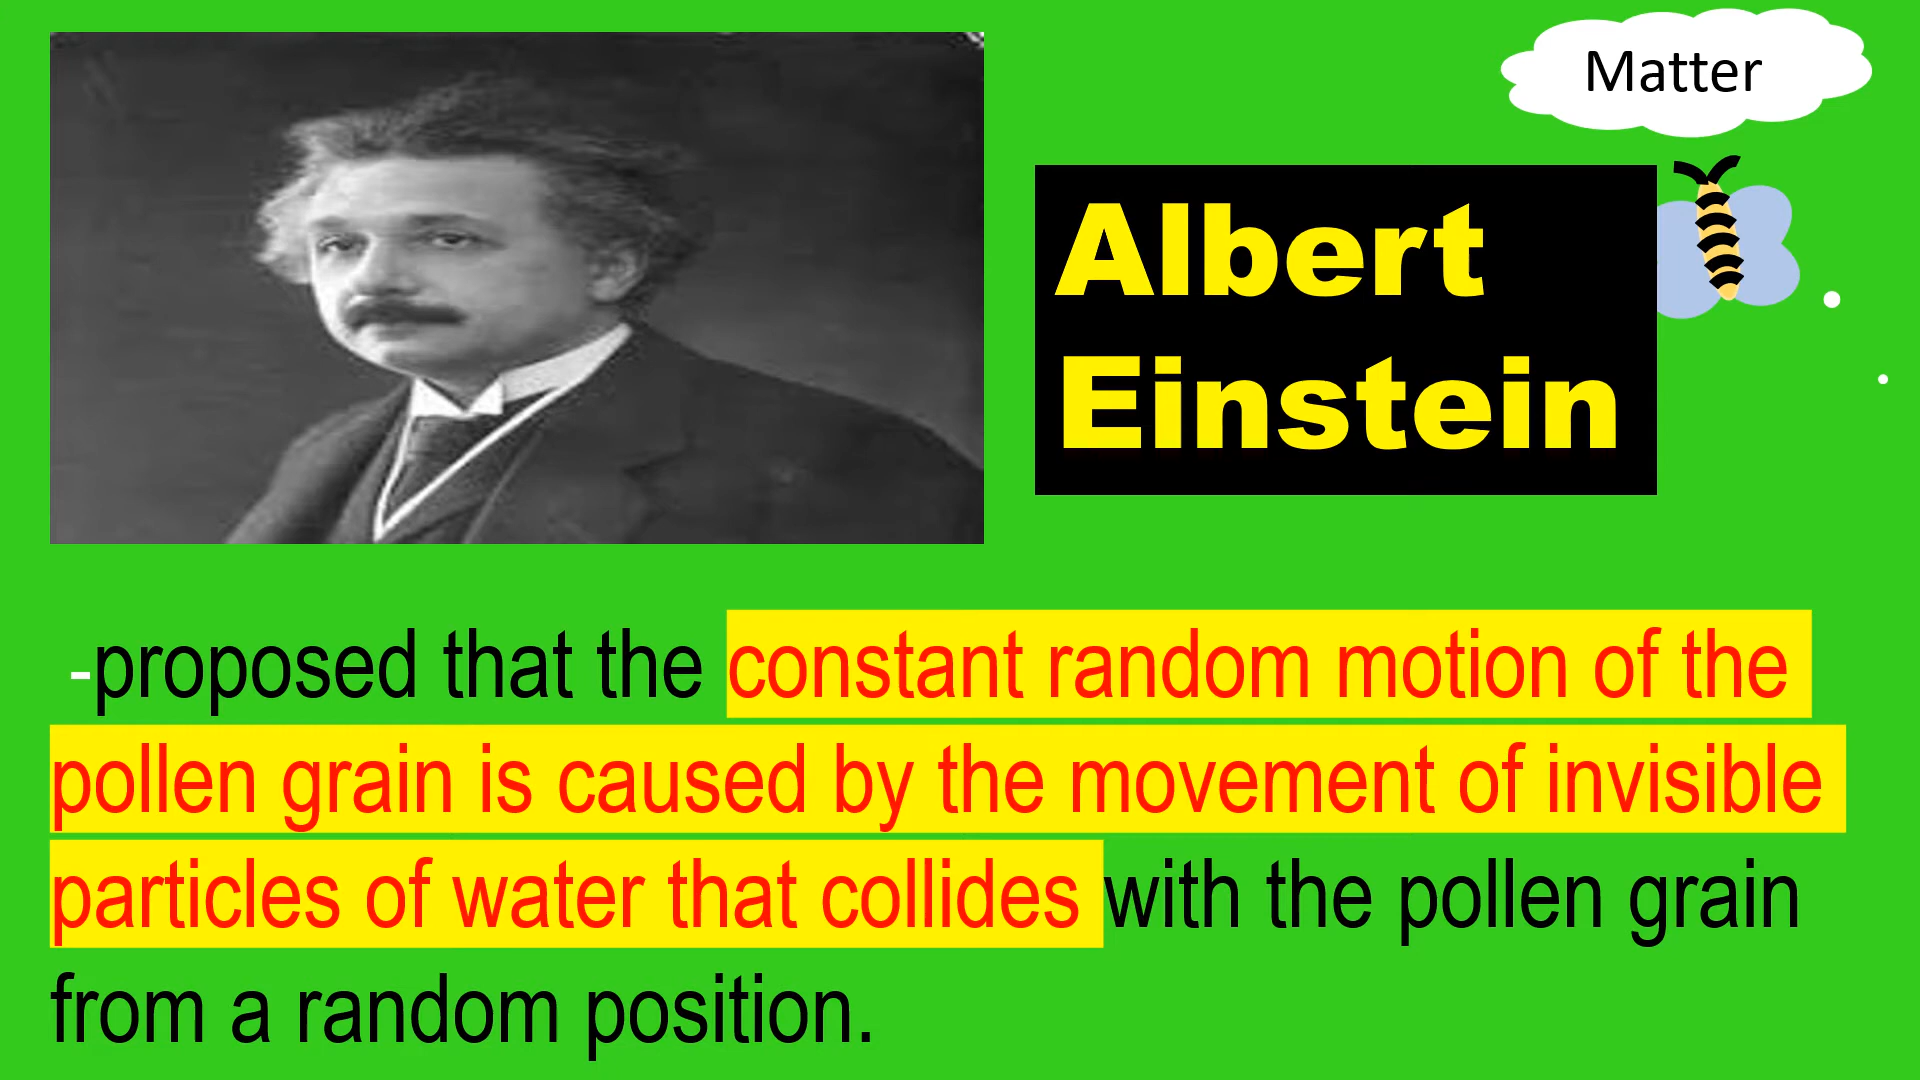 Matter
Albert
Einstein
-proposed that the constant random motion of the
pollen grain is caused by the movement of invisible
particles of water that collides with the pollen grain
from a random position.